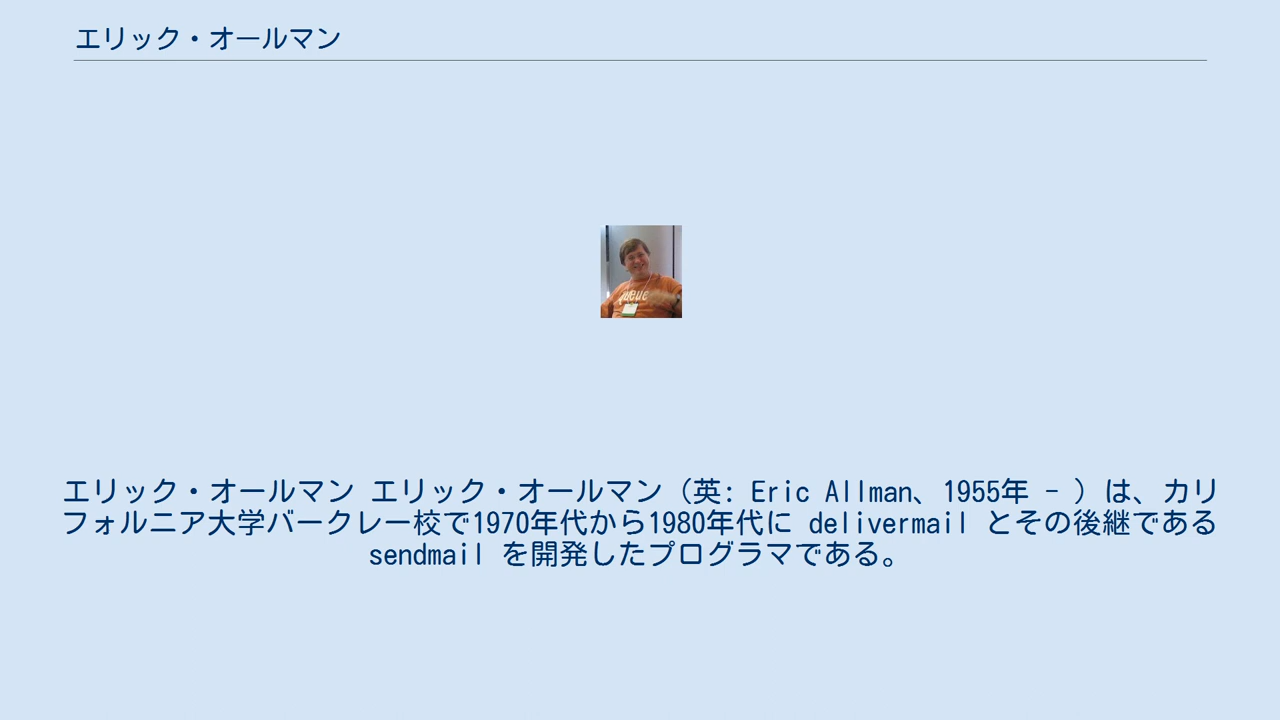 エリック・オールマン
queue
エリック・オールマン エリック・オールマン（英: Eric Allman、1955年 - ）は、カリ
フォルニア大学バークレー校で1970年代から1980年代に delivermail とその後継である
sendmail を開発したプログラマである。